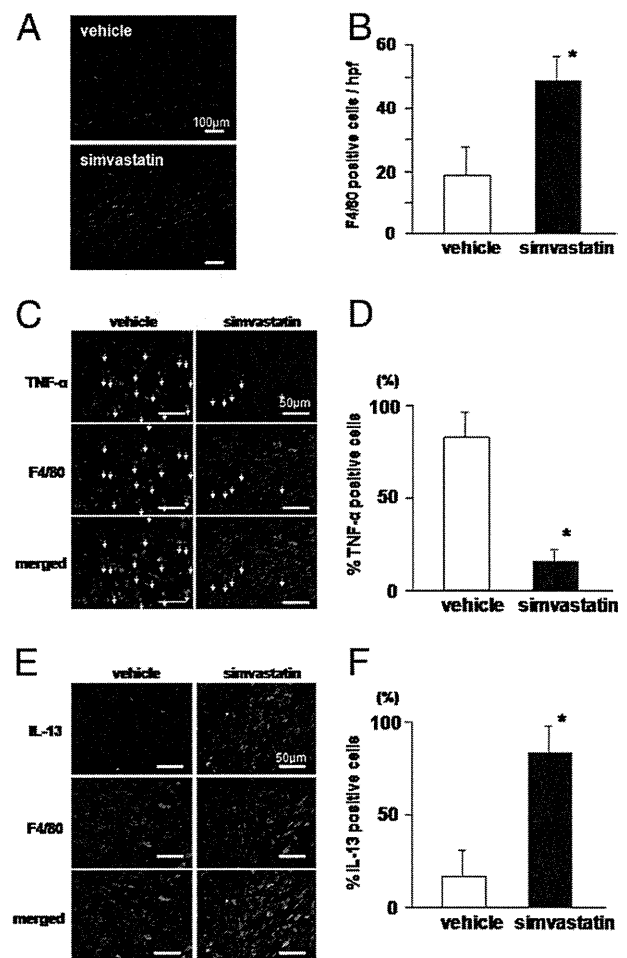 A
vehicle
100μm
simvastatin
B
F4/80 positive cells / hpf
60
40
20
0
*
vehicle simvastatin
C
vehicle simvastatin
TNF-α
50μm
F4/80
merged
D
(%)
% TNF-α positive cells
100
50
0
*
vehicle simvastatin
E
vehicle simvastatin
IL-13
50μm
F4/80
merged
F
(%)
% IL-13 positive cells
100
50
0
*
vehicle simvastatin